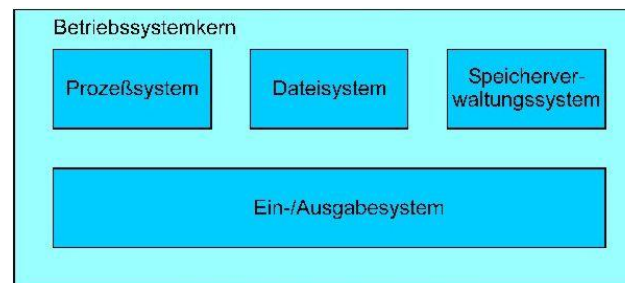 Betriebssystemkern
Prozeßsystem
Dateisystem
Speicherver-
waltungssystem
Ein-/Ausgabesystem